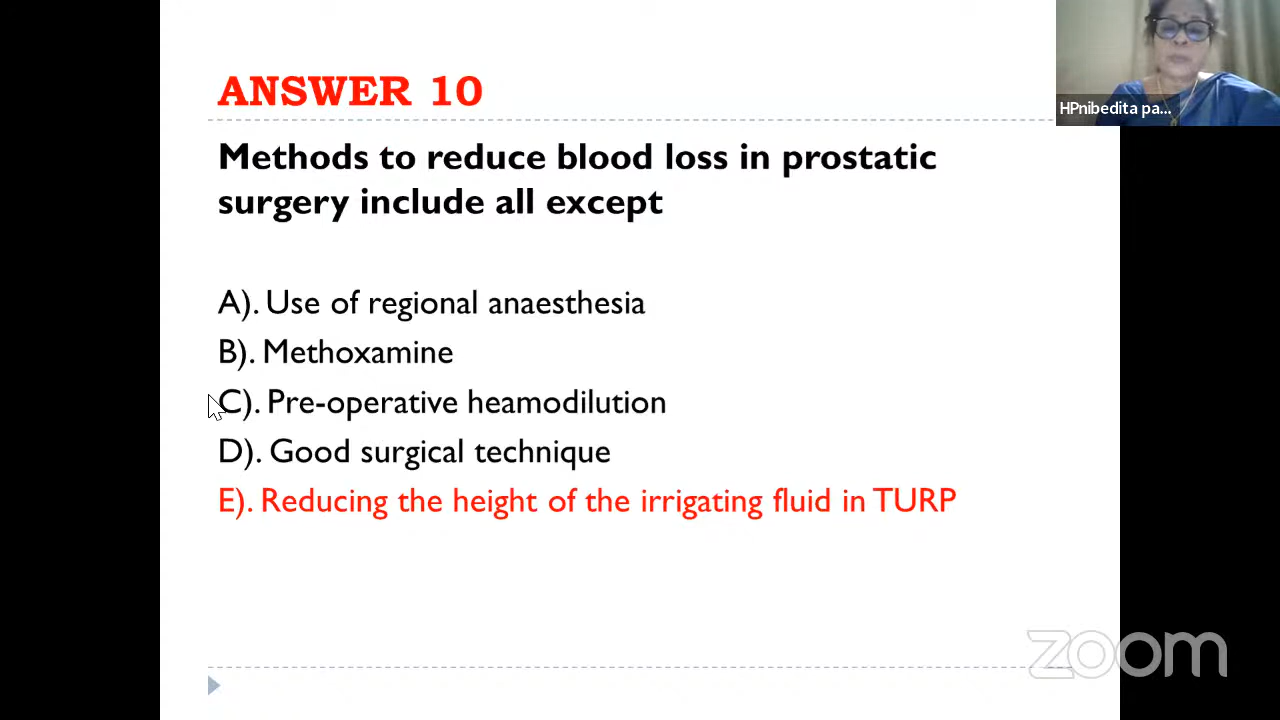 ANSWER 10
HPnibedita pa...
Methods to reduce blood loss in prostatic
surgery include all except
A). Use of regional anaesthesia
B). Methoxamine
C). Pre-operative heamodilution
D). Good surgical technique
E). Reducing the height of the irrigating fluid in TURP
zoom